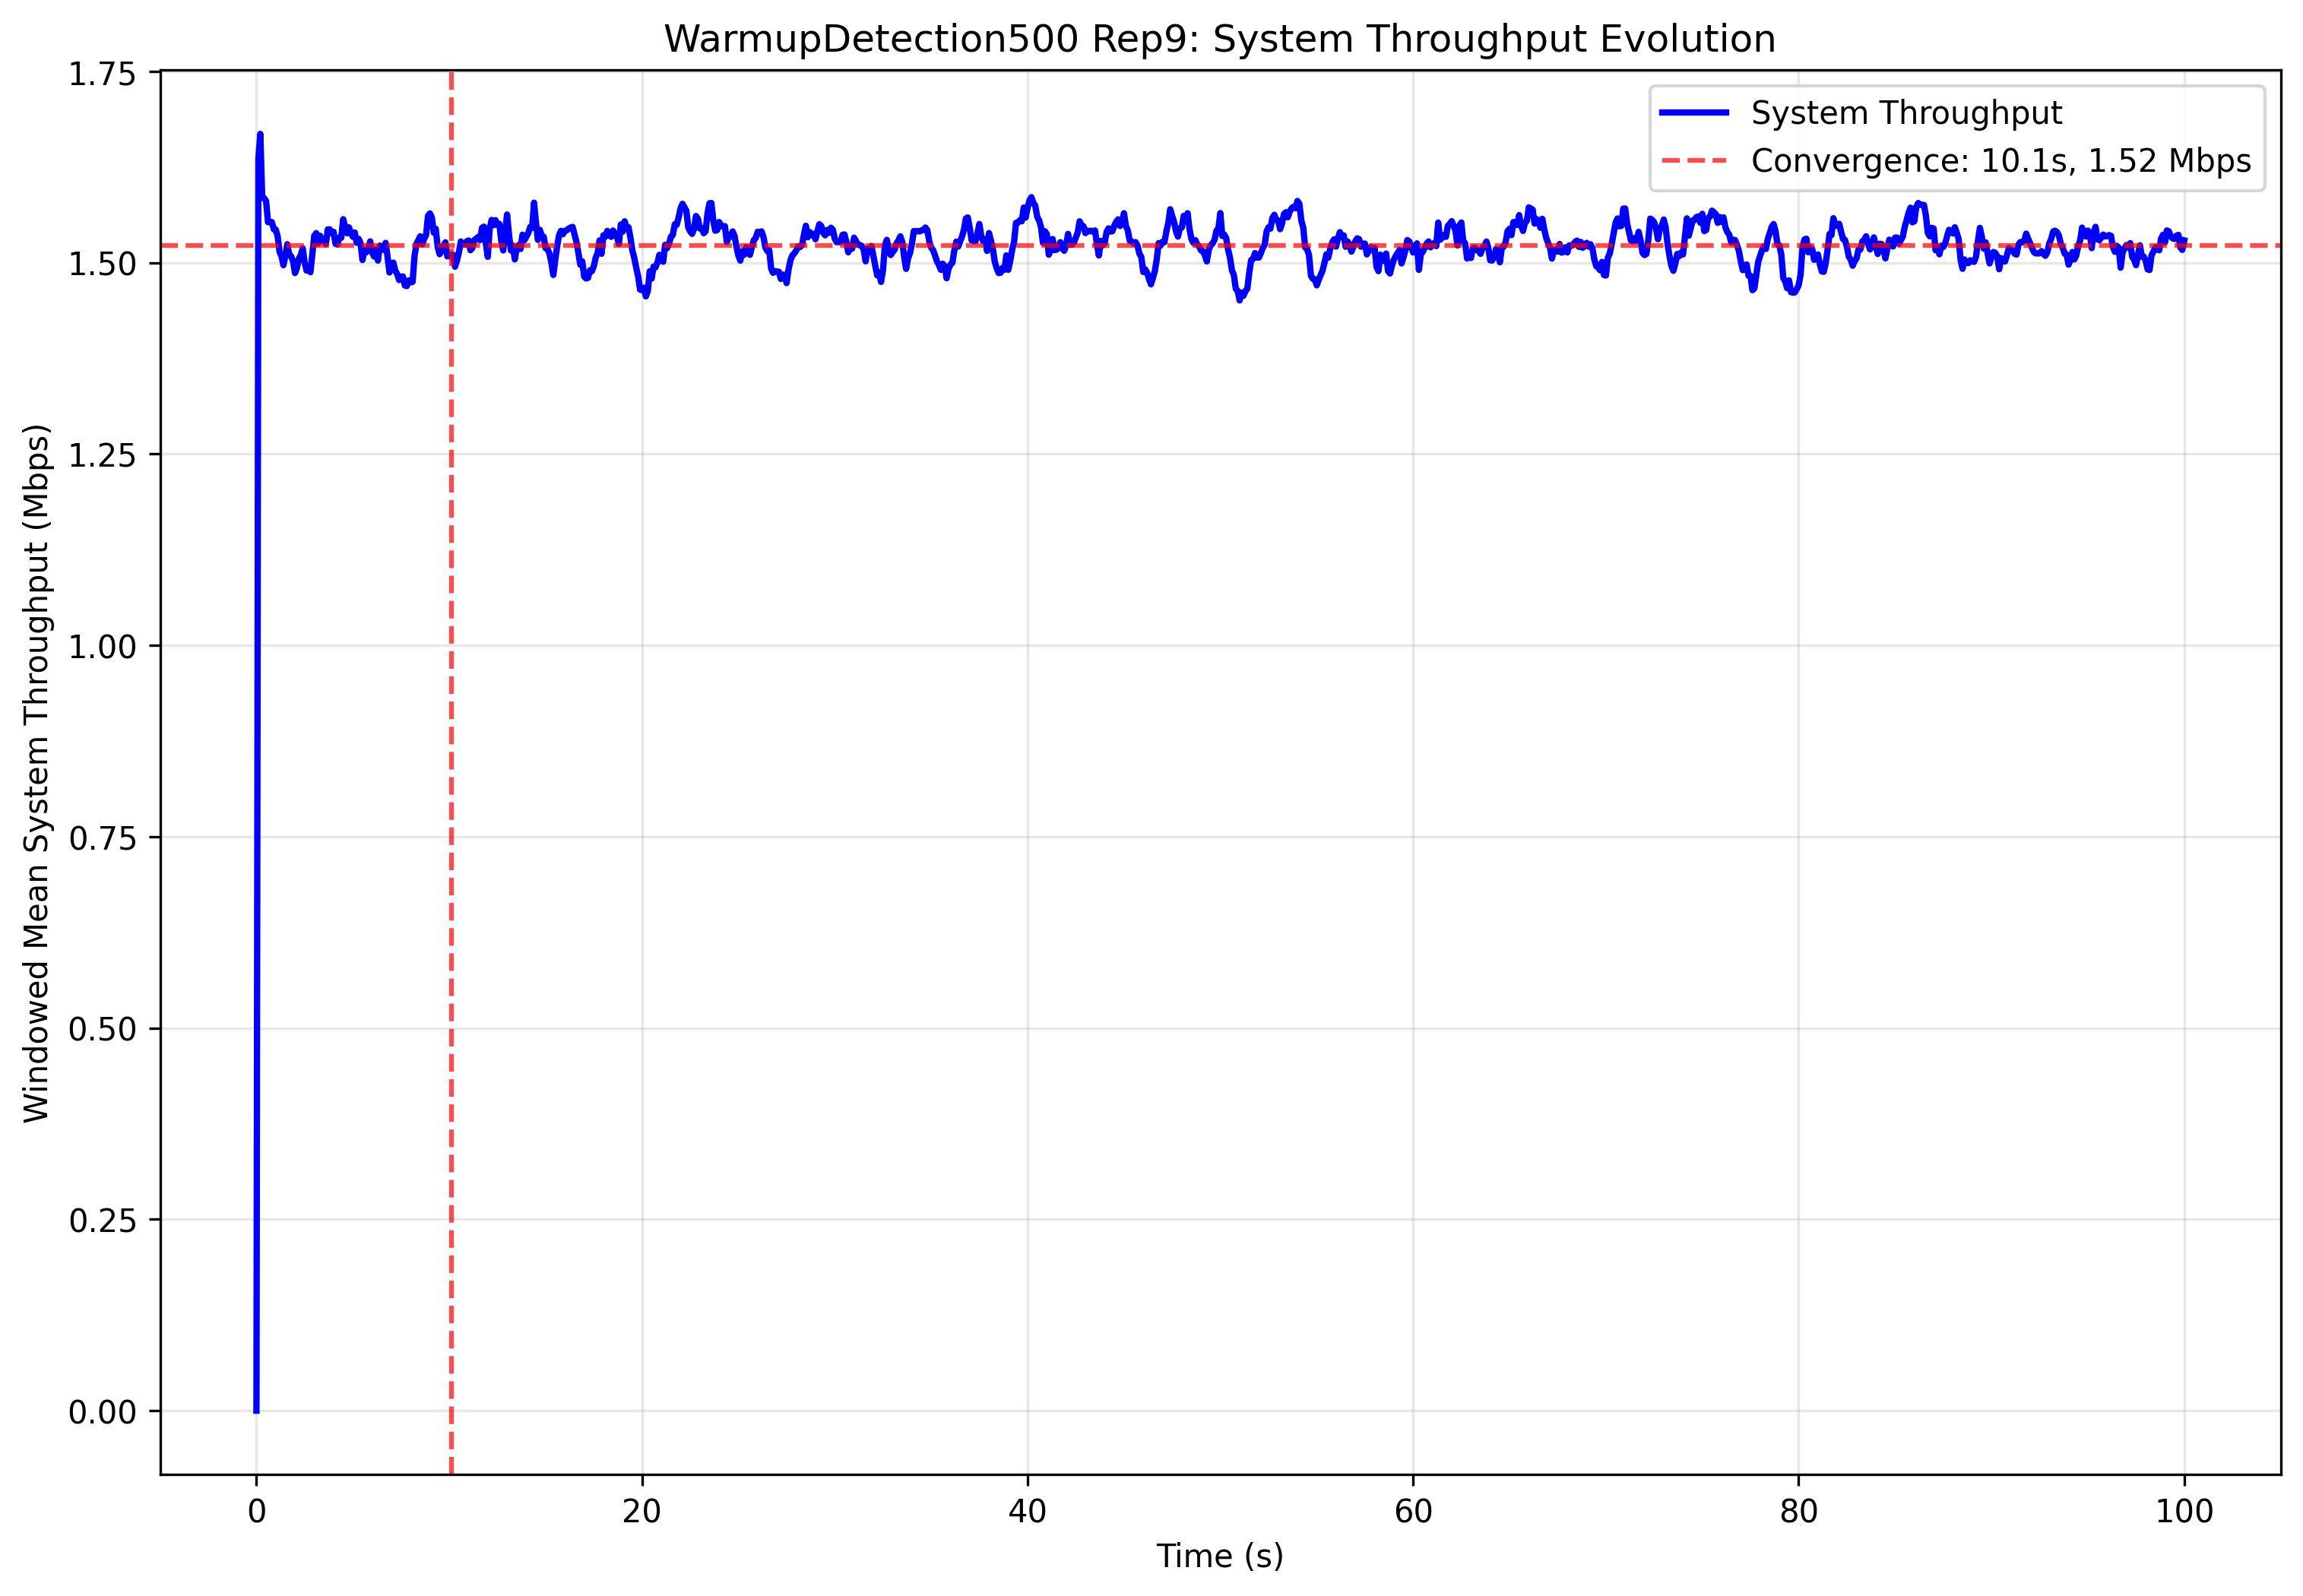 WarmupDetection500 Rep9: System Throughput Evolution
System Throughput
Convergence: 10.1s, 1.52 Mbps
Windowed Mean System Throughput (Mbps)
1.75
1.50
1.25
1.00
0.75
0.50
0.25
0.00
0
20
40
60
80
100
Time (s)